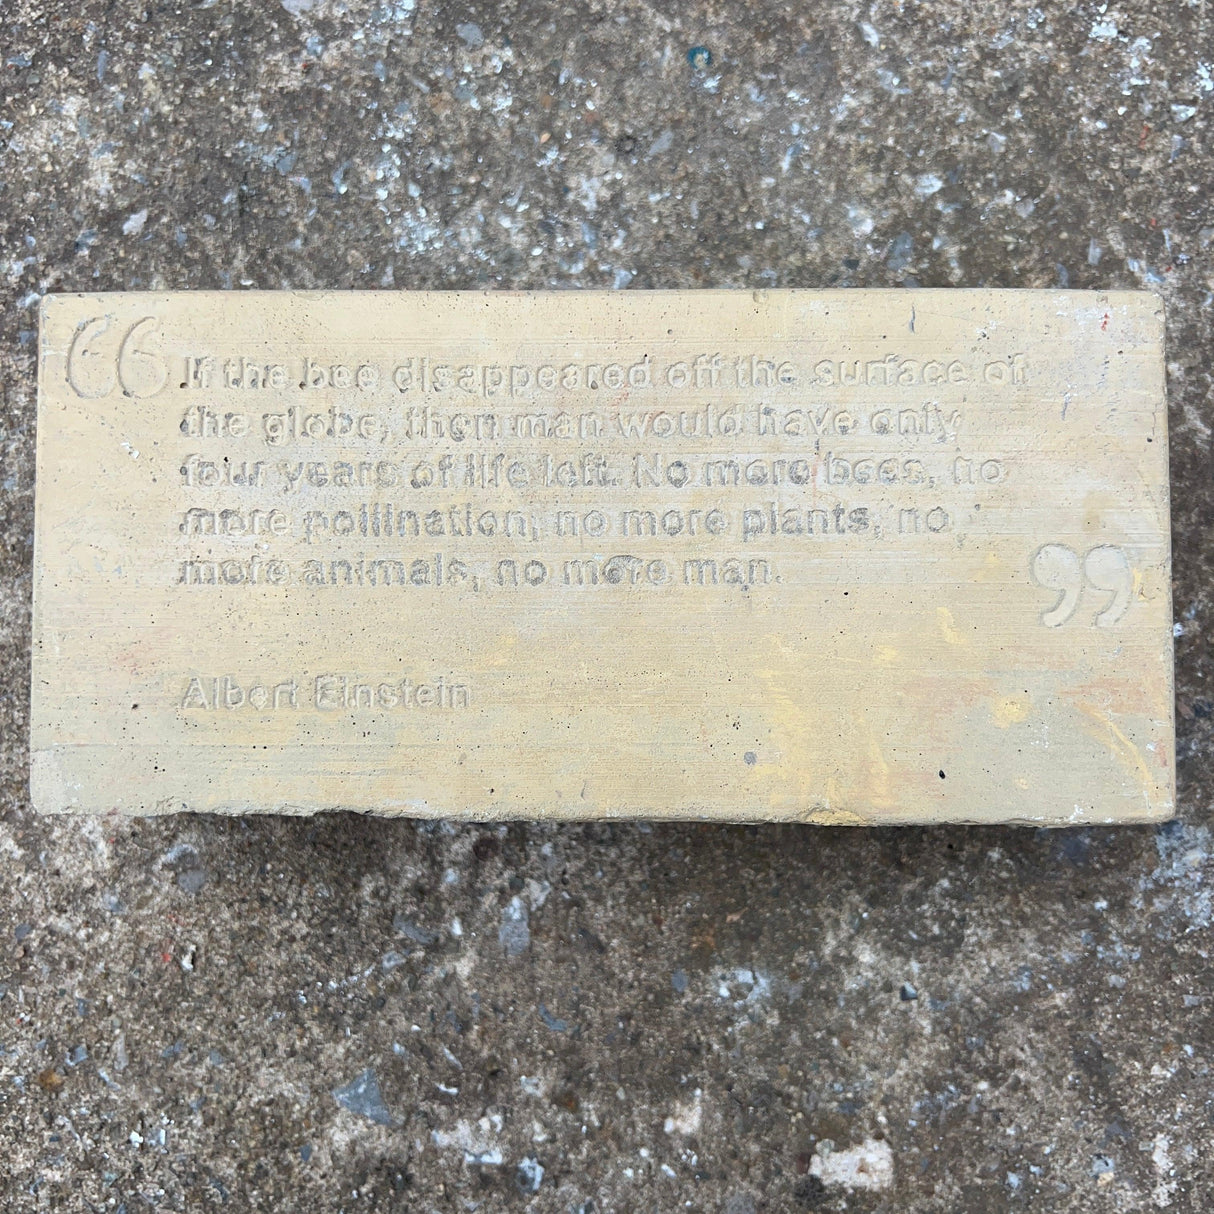 “If the bee disappeared off the surface of
the globe, then man would have only
four years of life left. No more bees, no
more pollination, no more plants, no
more animals, no more man.”
Albert Einstein